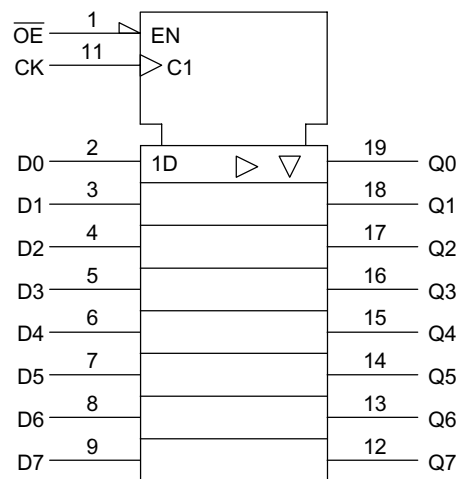 O̅E̅ 1 EN
CK 11 C1
D0 2 1D 19 Q0
D1 3 18 Q1
D2 4 17 Q2
D3 5 16 Q3
D4 6 15 Q4
D5 7 14 Q5
D6 8 13 Q6
D7 9 12 Q7